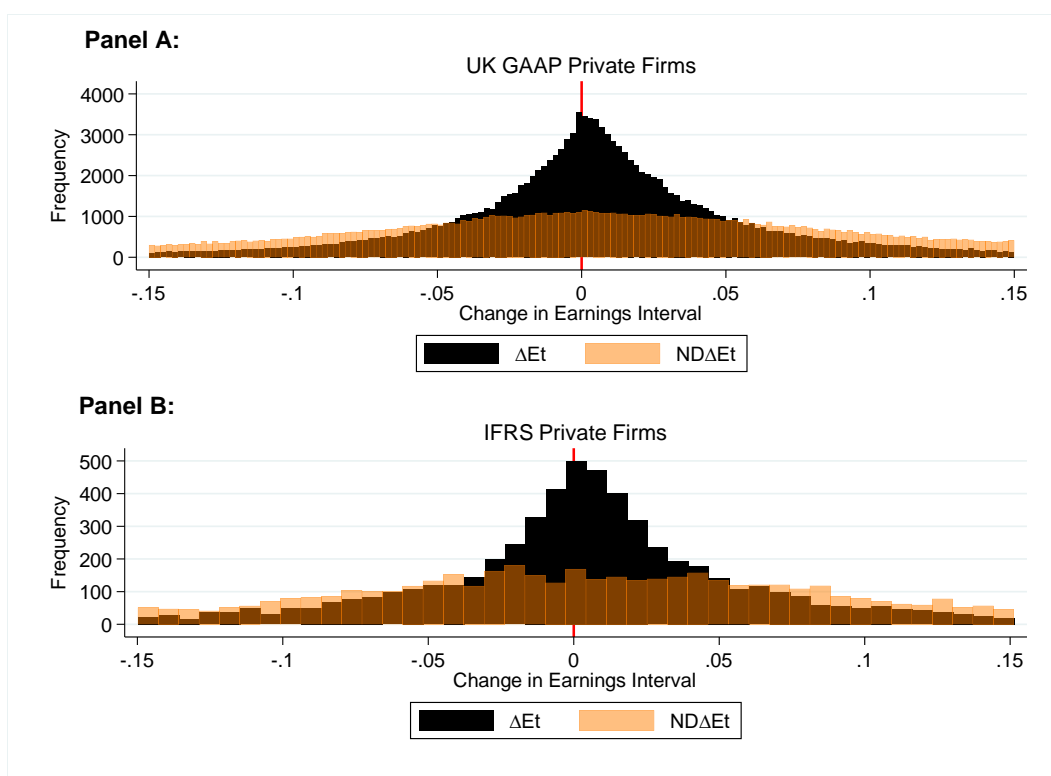 Panel A:
UK GAAP Private Firms
4000
3000
2000
1000
0
Frequency
-.15 -.1 -.05 0 .05 .1 .15
Change in Earnings Interval
ΔEt NDΔEt
Panel B:
IFRS Private Firms
500
400
300
200
100
0
Frequency
-.15 -.1 -.05 0 .05 .1 .15
Change in Earnings Interval
ΔEt NDΔEt